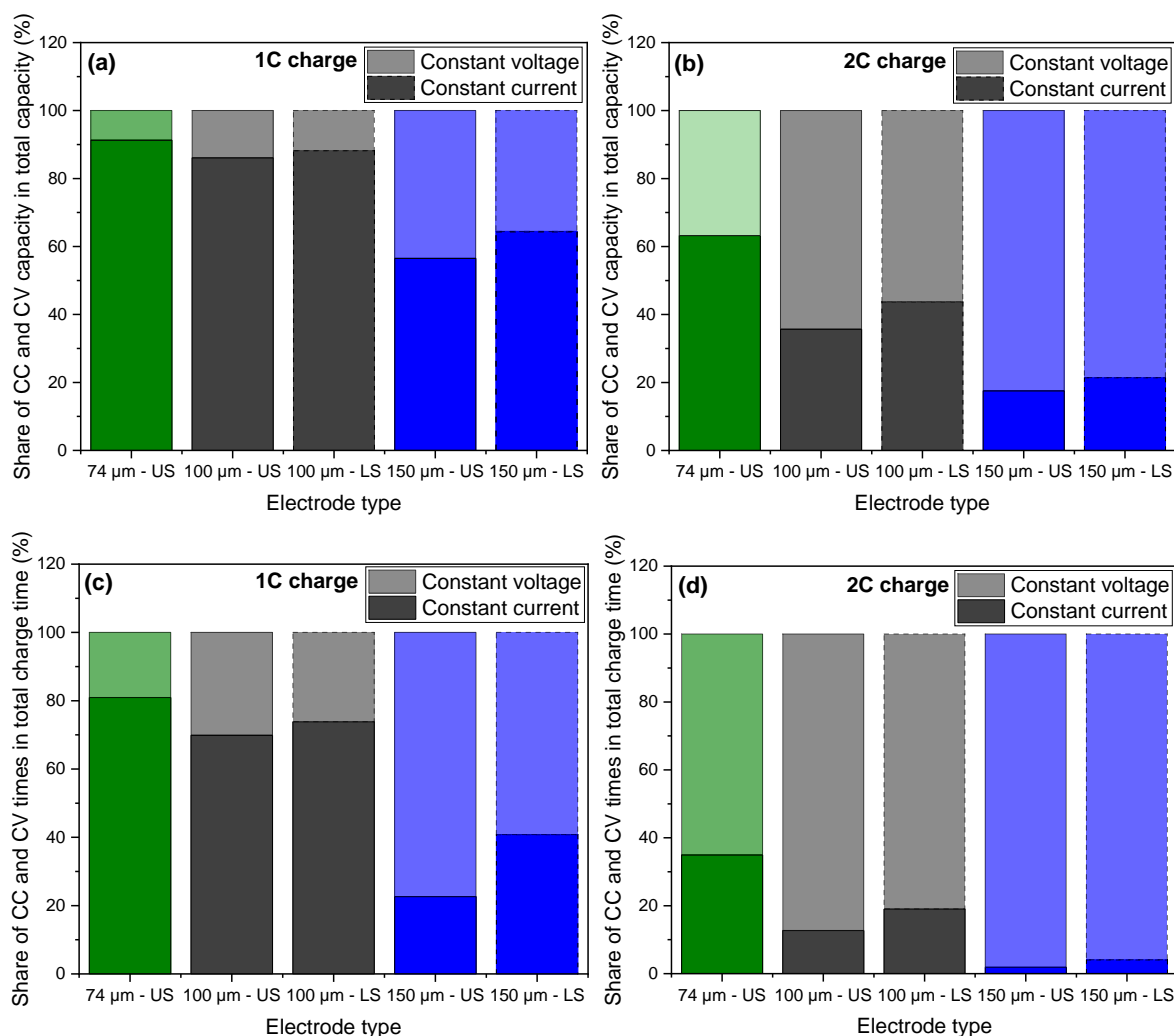 (a)
1C charge
Constant voltage
Constant current
Share of CC and CV capacity in total capacity (%)
120
100
80
60
40
20
0
74 µm - US 100 µm - US 100 µm - LS 150 µm - US 150 µm - LS
Electrode type
(b)
2C charge
Constant voltage
Constant current
Share of CC and CV capacity in total capacity (%)
120
100
80
60
40
20
0
74 µm - US 100 µm - US 100 µm - LS 150 µm - US 150 µm - LS
Electrode type
(c)
1C charge
Constant voltage
Constant current
Share of CC and CV times in total charge time (%)
120
100
80
60
40
20
0
74 µm - US 100 µm - US 100 µm - LS 150 µm - US 150 µm - LS
Electrode type
(d)
2C charge
Constant voltage
Constant current
Share of CC and CV times in total charge time (%)
120
100
80
60
40
20
0
74 µm - US 100 µm - US 100 µm - LS 150 µm - US 150 µm - LS
Electrode type